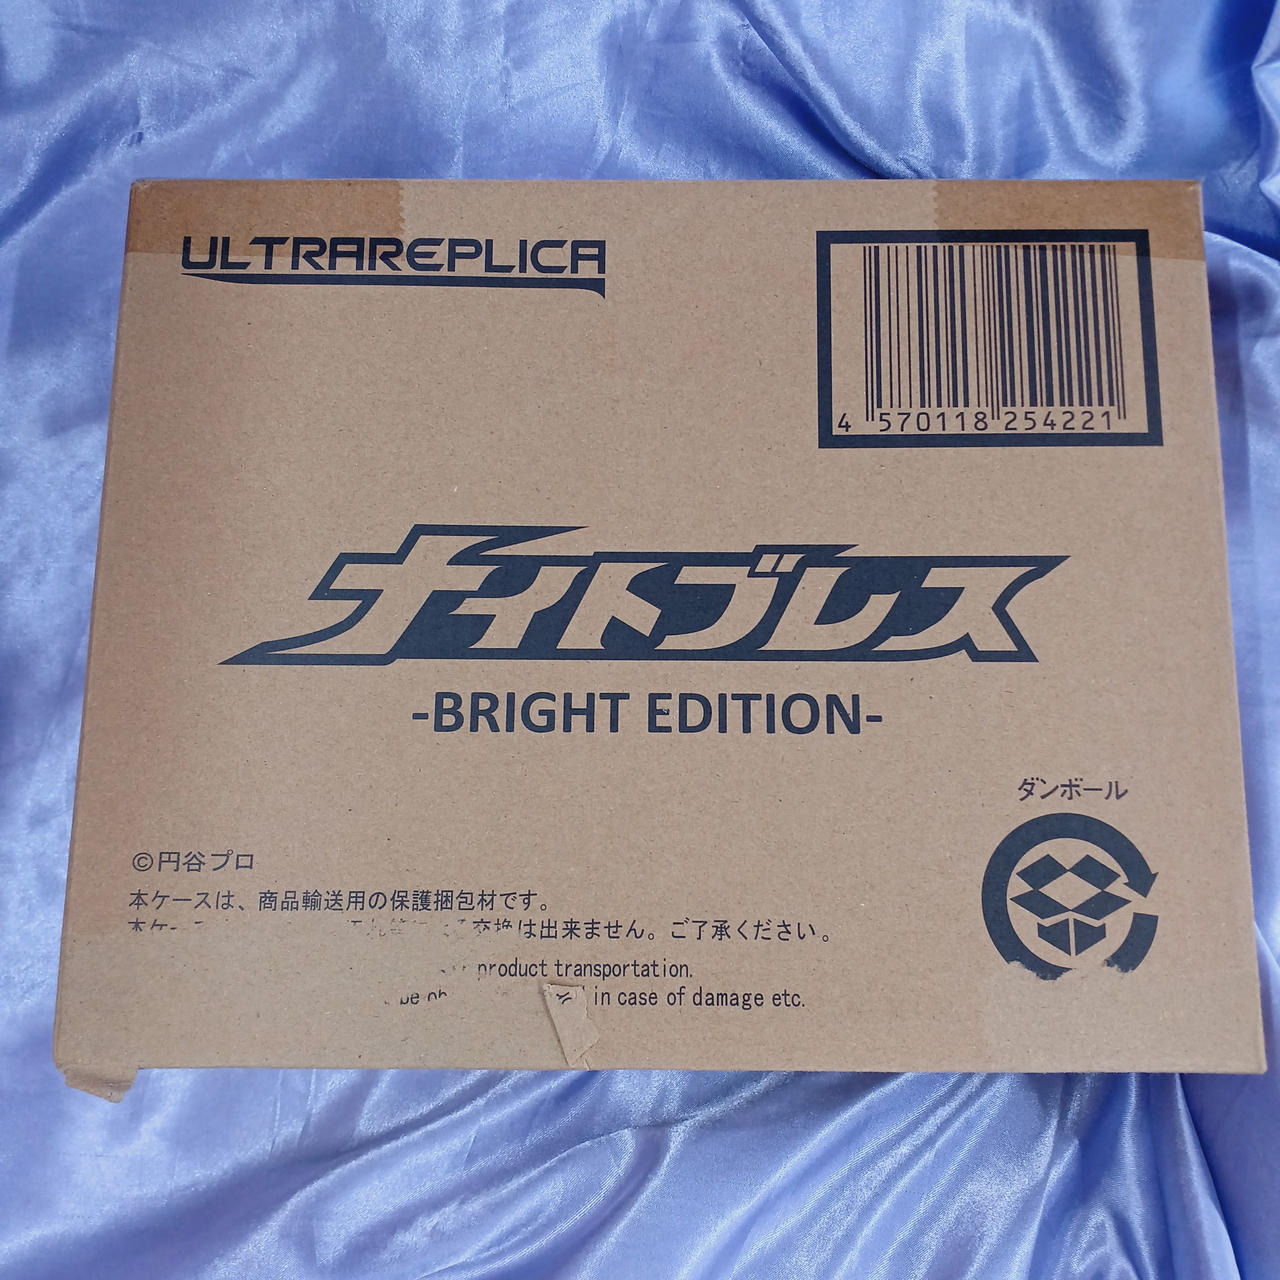 ULTRAREPLICA
4 570118 254221
ナイトブレス
-BRIGHT EDITION-
ダンボール
©円谷プロ
本ケースは、商品輸送用の保護梱包材です。
交換は出来ません。ご了承ください。
product transportation.
be in case of damage etc.